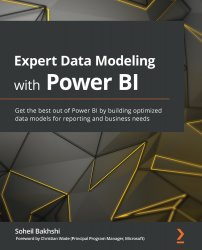 Expert Data Modeling
with Power BI
Get the best out of Power BI by building optimized
data models for reporting and business needs
Soheil Bakhshi
Foreword by Christian Wade (Principal Program Manager, Microsoft)